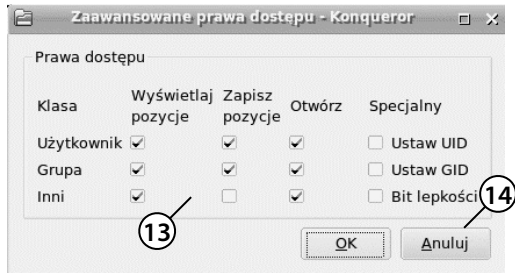 Zaawansowane prawa dostępu - Konqueror
Prawa dostępu
Klasa Wyświetlaj pozycje Zapisz pozycje Otwórz Specjalny
Użytkownik Ustaw UID
Grupa Ustaw GID
Inni Bit lepkości
13
14
OK Anuluj